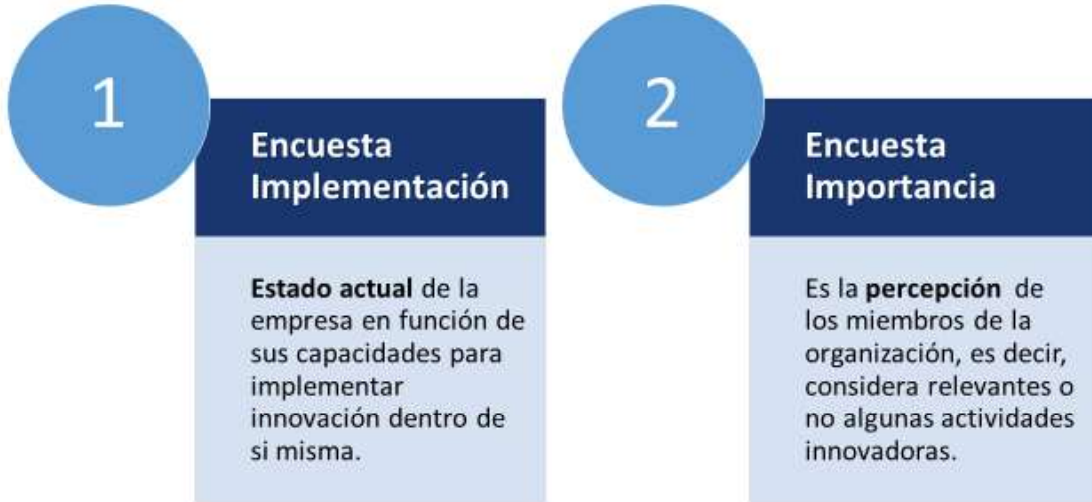 1
Encuesta
Implementación
Estado actual de la
empresa en función de
sus capacidades para
implementar
innovación dentro de
si misma.
2
Encuesta
Importancia
Es la percepción de
los miembros de la
organización, es decir,
considera relevantes o
no algunas actividades
innovadoras.